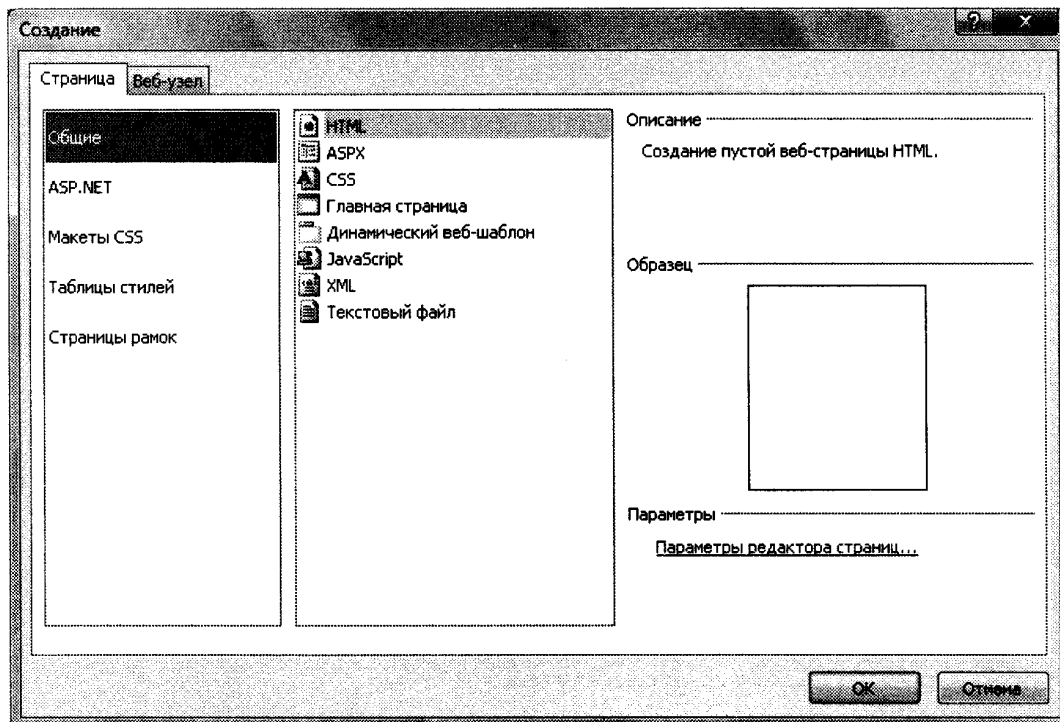 Создание
Страница
Веб-узел
Общие
ASP.NET
Макеты CSS
Таблицы стилей
Страницы рамок
HTML
ASPX
CSS
Главная страница
Динамический веб-шаблон
JavaScript
XML
Текстовый файл
Описание
Создание пустой веб-страницы HTML.
Образец
Параметры
Параметры редактора страниц...
ОК
Отмена